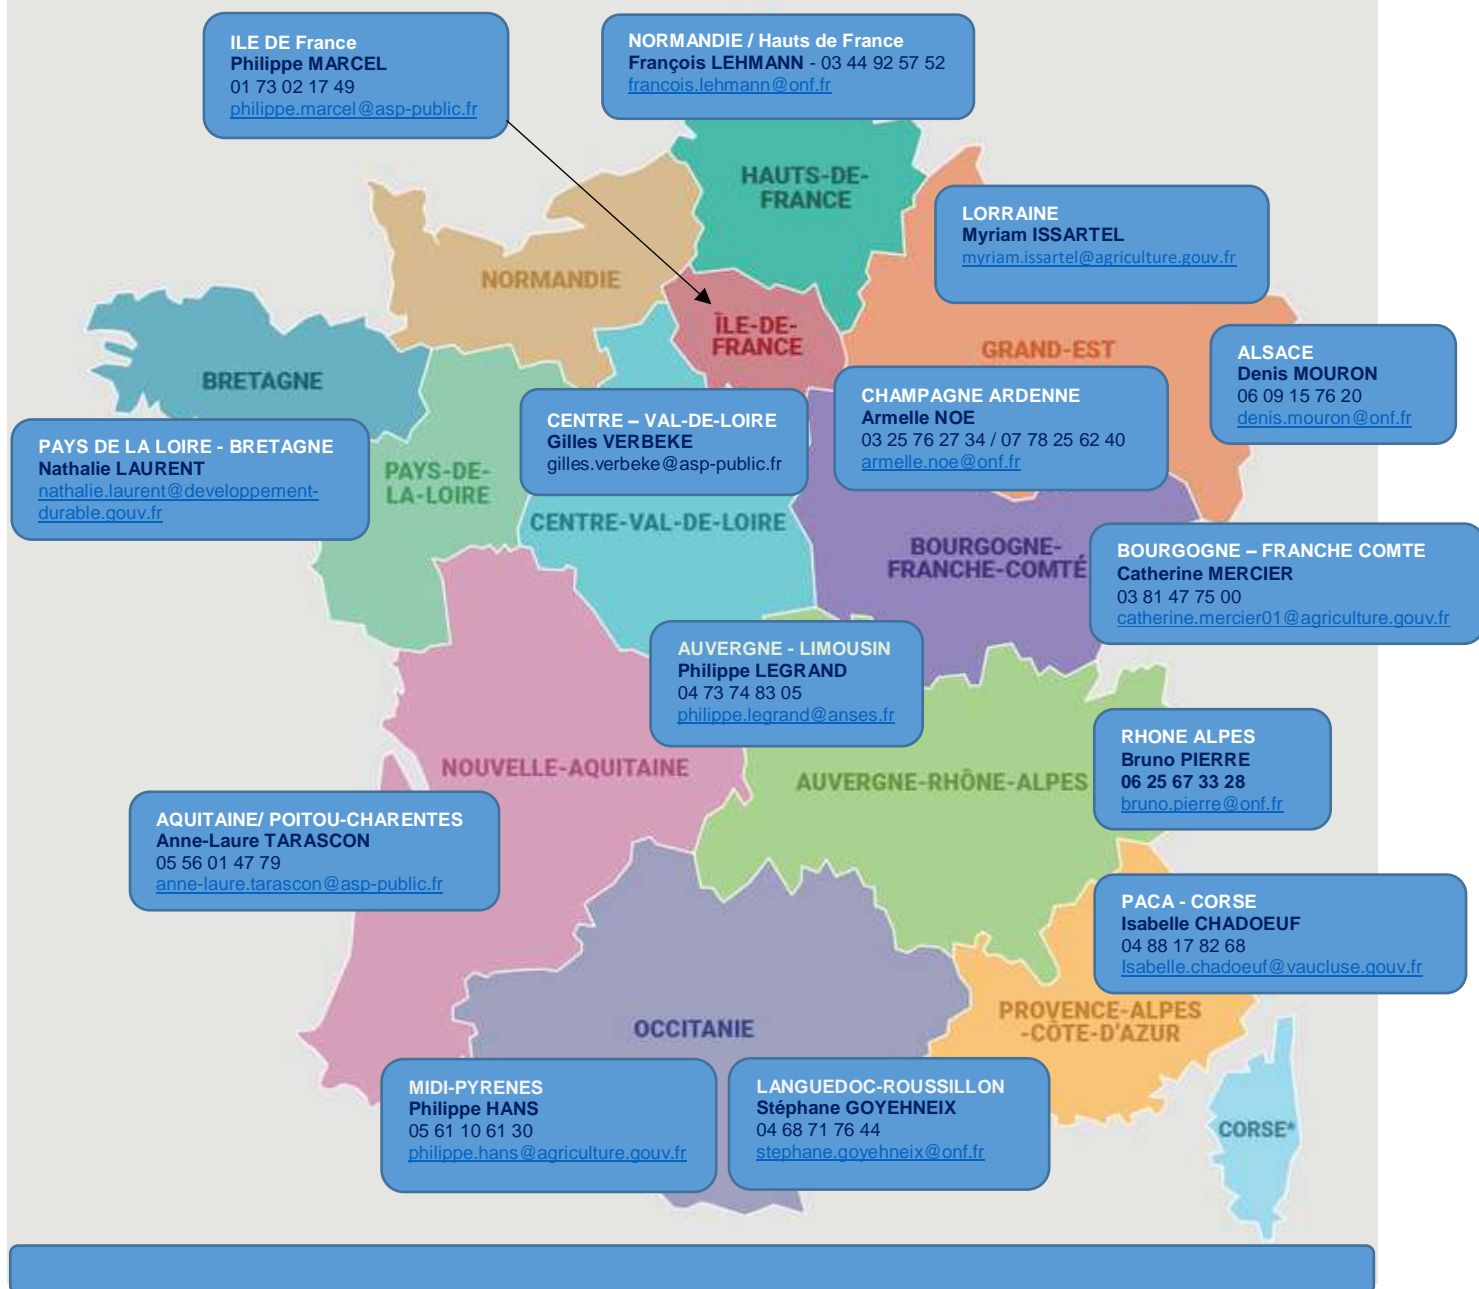 ILE DE France
Philippe MARCEL
01 73 02 17 49
philippe.marcel@asp-public.fr
NORMANDIE / Hauts de France
François LEHMANN - 03 44 92 57 52
francois.lehmann@onf.fr
HAUTS-DE-
FRANCE
LORRAINE
Myriam ISSARTEL
myriam.issartel@agriculture.gouv.fr
NORMANDIE
ÎLE-DE-
FRANCE
GRAND-EST
ALSACE
Denis MOURON
06 09 15 76 20
denis.mouron@onf.fr
BRETAGNE
CHAMPAGNE ARDENNE
Armelle NOE
03 25 76 27 34 / 07 78 25 62 40
armelle.noe@onf.fr
CENTRE – VAL-DE-LOIRE
Gilles VERBEKE
gilles.verbeke@asp-public.fr
PAYS DE LA LOIRE - BRETAGNE
Nathalie LAURENT
nathalie.laurent@developpement-
durable.gouv.fr
PAYS-DE-
LA-LOIRE
CENTRE-VAL-DE-LOIRE
BOURGOGNE-
FRANCHE-COMTÉ
BOURGOGNE – FRANCHE COMTE
Catherine MERCIER
03 81 47 75 00
catherine.mercier01@agriculture.gouv.fr
AUVERGNE - LIMOUSIN
Philippe LEGRAND
04 73 74 83 05
philippe.legrand@anses.fr
NOUVELLE-AQUITAINE
AUVERGNE-RHÔNE-ALPES
RHONE ALPES
Bruno PIERRE
06 25 67 33 28
bruno.pierre@onf.fr
AQUITAINE/ POITOU-CHARENTES
Anne-Laure TARASCON
05 56 01 47 79
anne-laure.tarascon@asp-public.fr
PACA - CORSE
Isabelle CHADOEUF
04 88 17 82 68
Isabelle.chadoeuf@vaucluse.gouv.fr
PROVENCE-ALPES
-CÔTE-D'AZUR
OCCITANIE
MIDI-PYRENES
Philippe HANS
05 61 10 61 30
philippe.hans@agriculture.gouv.fr
LANGUEDOC-ROUSSILLON
Stéphane GOYEHNEIX
04 68 71 76 44
stephane.goyehneix@onf.fr
CORSE*